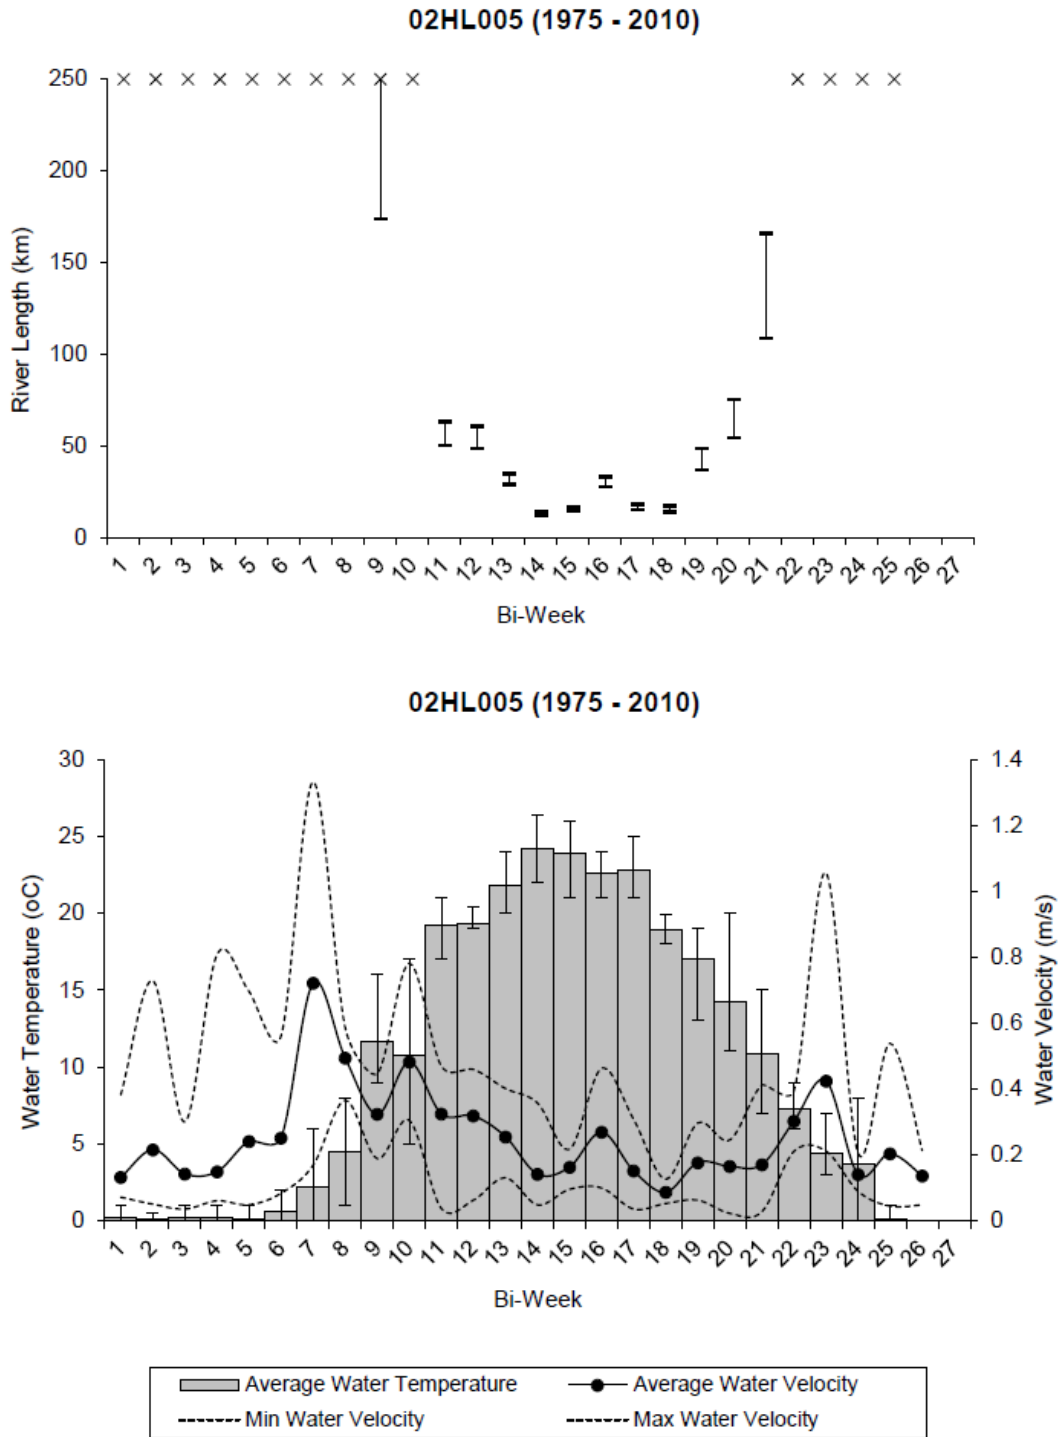 02HL005 (1975 - 2010)
250
200
150
100
50
0
River Length (km)
1 2 3 4 5 6 7 8 9 10 11 12 13 14 15 16 17 18 19 20 21 22 23 24 25 26 27
Bi-Week
02HL005 (1975 - 2010)
30 1.4
25 1.2
20 1
15 0.8
10 0.6
5 0.4
0 0.2
0
Water Temperature (oC)
Water Velocity (m/s)
1 2 3 4 5 6 7 8 9 10 11 12 13 14 15 16 17 18 19 20 21 22 23 24 25 26 27
Bi-Week
Average Water Temperature Average Water Velocity
Min Water Velocity Max Water Velocity